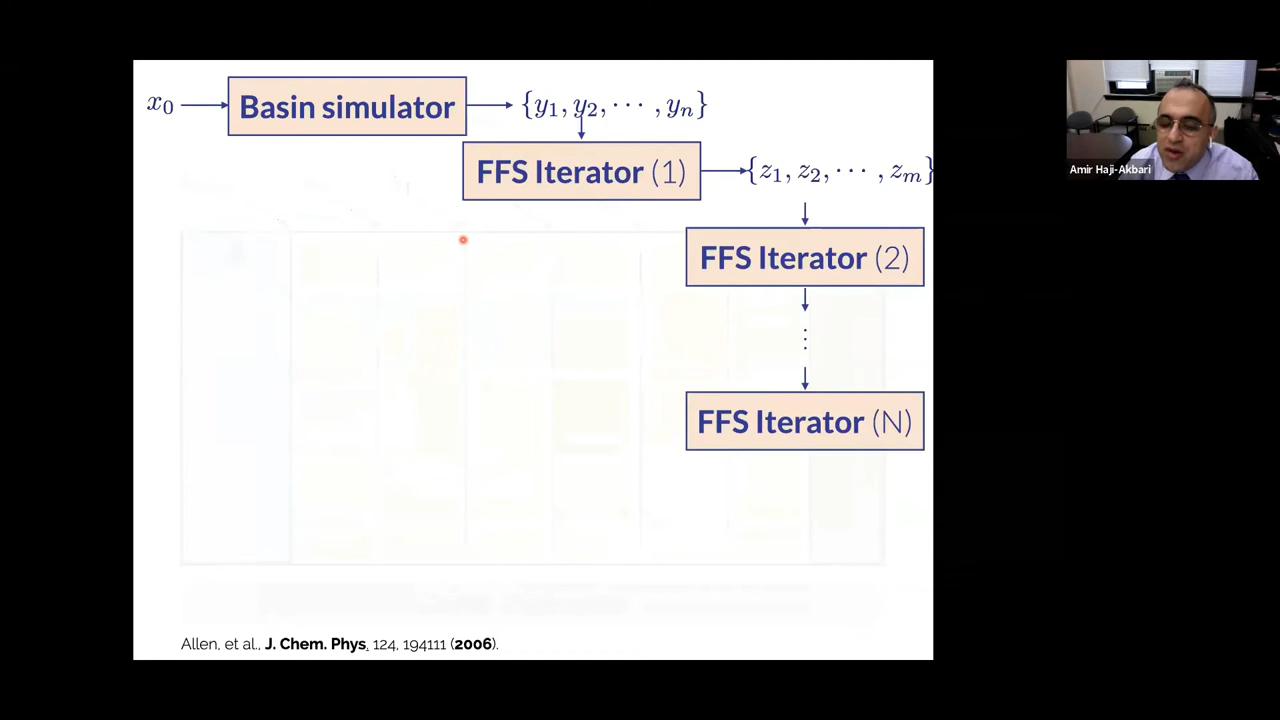 x₀
Basin simulator
{y₁, y₂, ⋯ , yₙ}
FFS Iterator (1)
{z₁, z₂, ⋯ , zₘ}
Amir Haji-Akbari
FFS Iterator (2)
⋮
FFS Iterator (N)
Allen, et al., J. Chem. Phys, 124, 194111 (2006).